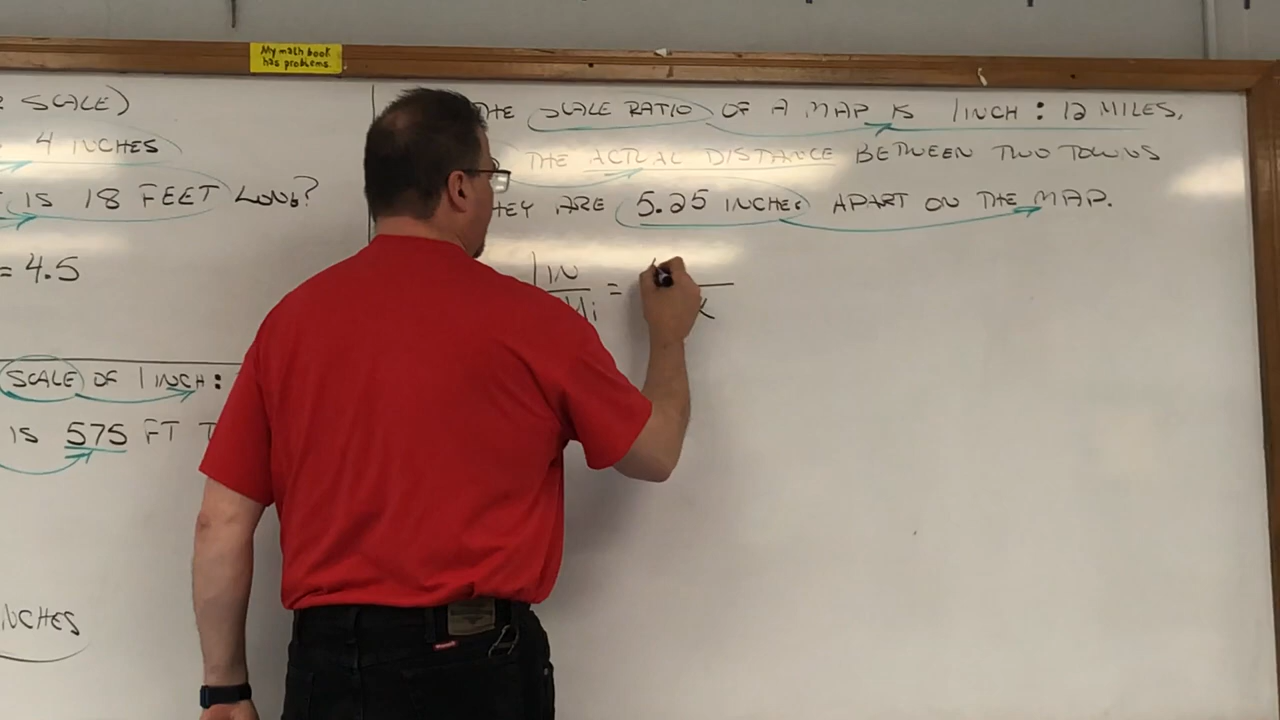 My math book
has problems.
SCALE)
4 INCHES
IS 18 FEET LONG?
= 4.5
SCALE OF 1 INCH:
IS 575 FT
INCHES
THE SCALE RATIO OF A MAP IS 1 INCH : 12 MILES,
THE ACTUAL DISTANCE BETWEEN TWO TOWNS
THEY ARE 5.25 INCHES APART ON THE MAP.
1 IN
Mi =
X